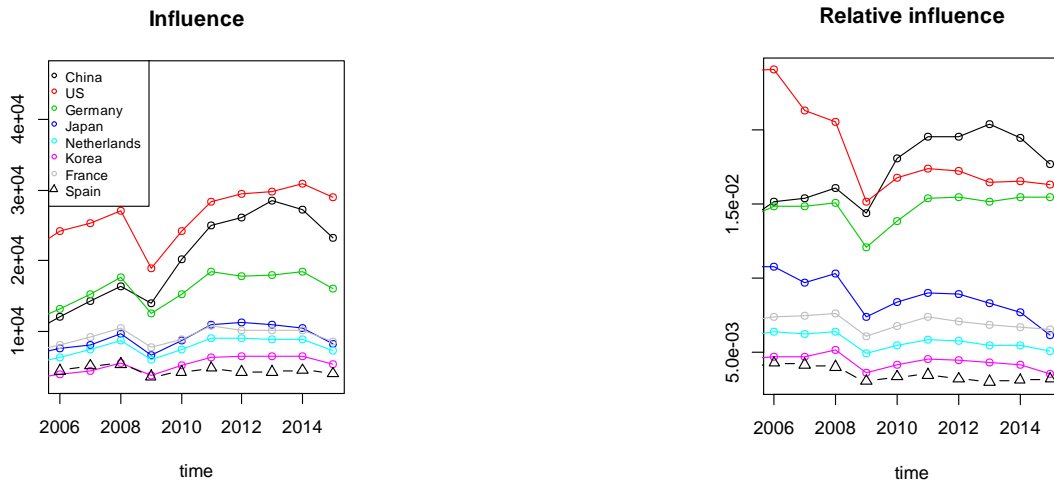 Influence
4e+04
3e+04
2e+04
1e+04
China
US
Germany
Japan
Netherlands
Korea
France
Spain
2006 2008 2010 2012 2014
time
Relative influence
1.5e-02
5.0e-03
2006 2008 2010 2012 2014
time